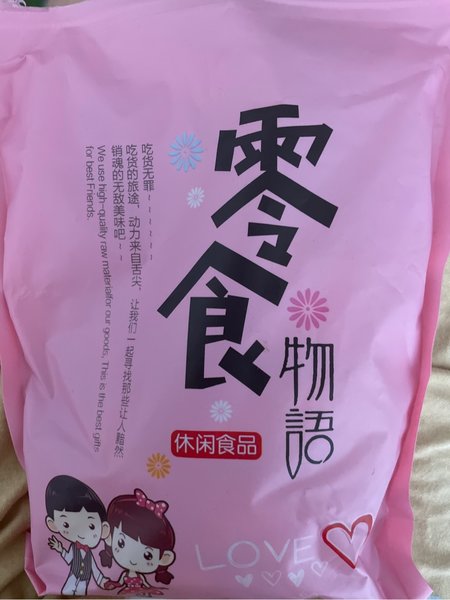 零食
物語
休闲食品
吃货无罪~~~~~~
吃货的旅途，动力来自舌尖，让我们一起寻找那些让人黯然
销魂的无敌美味吧~~
We use high-quality raw materialfor our goods, This is the best gifts
for best Friends.
LOVE